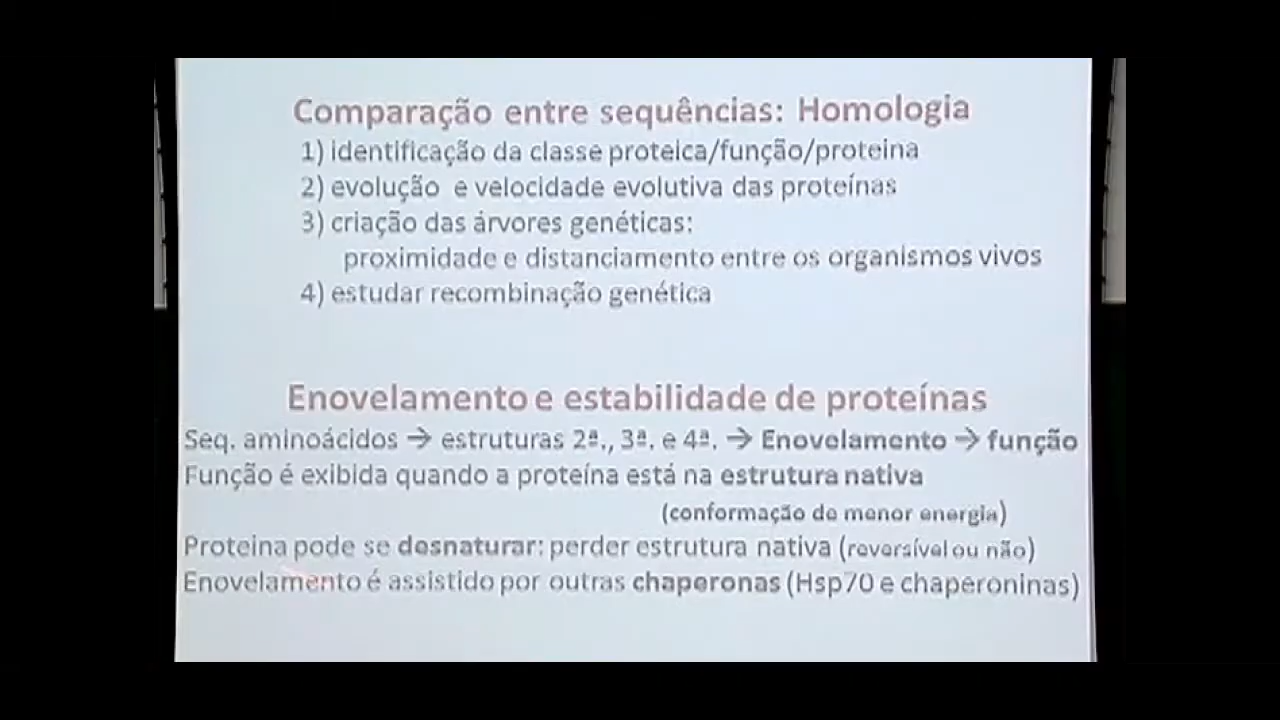 Comparação entre sequências: Homologia
1) identificação da classe proteica/função/proteina
2) evolução e velocidade evolutiva das proteínas
3) criação das árvores genéticas:
proximidade e distanciamento entre os organismos vivos
4) estudar recombinação genética
Enovelamento e estabilidade de proteínas
Seq. aminoácidos → estruturas 2ª., 3ª. e 4ª. → Enovelamento → função
Função é exibida quando a proteína está na estrutura nativa
(conformação de menor energia)
Proteina pode se desnaturar: perder estrutura nativa (reversível ou não)
Enovelamento é assistido por outras chaperonas (Hsp70 e chaperoninas)